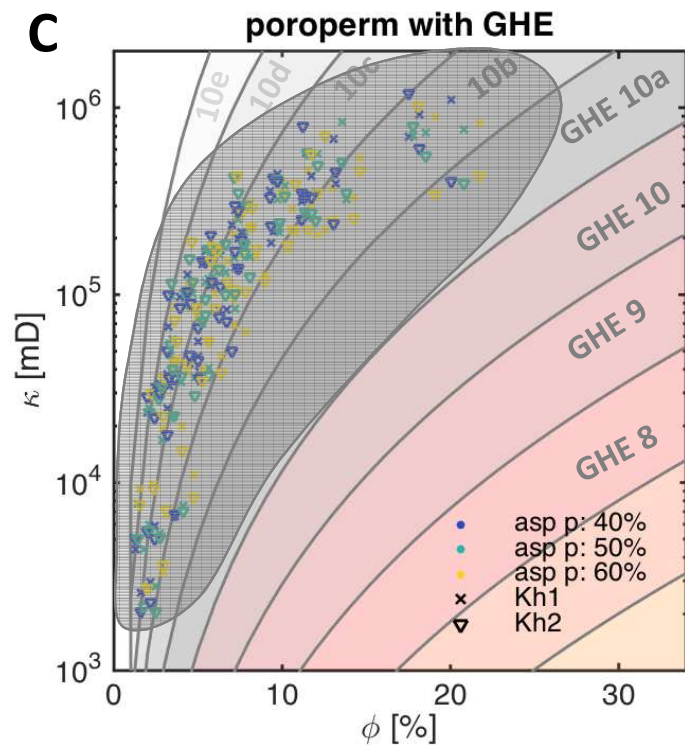 C
poroperm with GHE
10e
10d
10c
10b
GHE 10a
GHE 10
GHE 9
GHE 8
10⁶
10⁵
10⁴
10³
κ [mD]
asp p: 40%
asp p: 50%
asp p: 60%
Kh1
Kh2
0
10
20
30
ϕ [%]